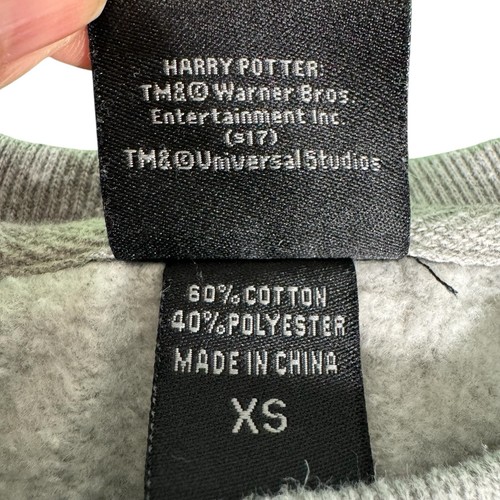 HARRY POTTER:
TM&© Warner Bros.
Entertainment Inc.
(s17)
TM&©Universal Studios
60%COTTON
40%POLYESTER
MADE IN CHINA
XS